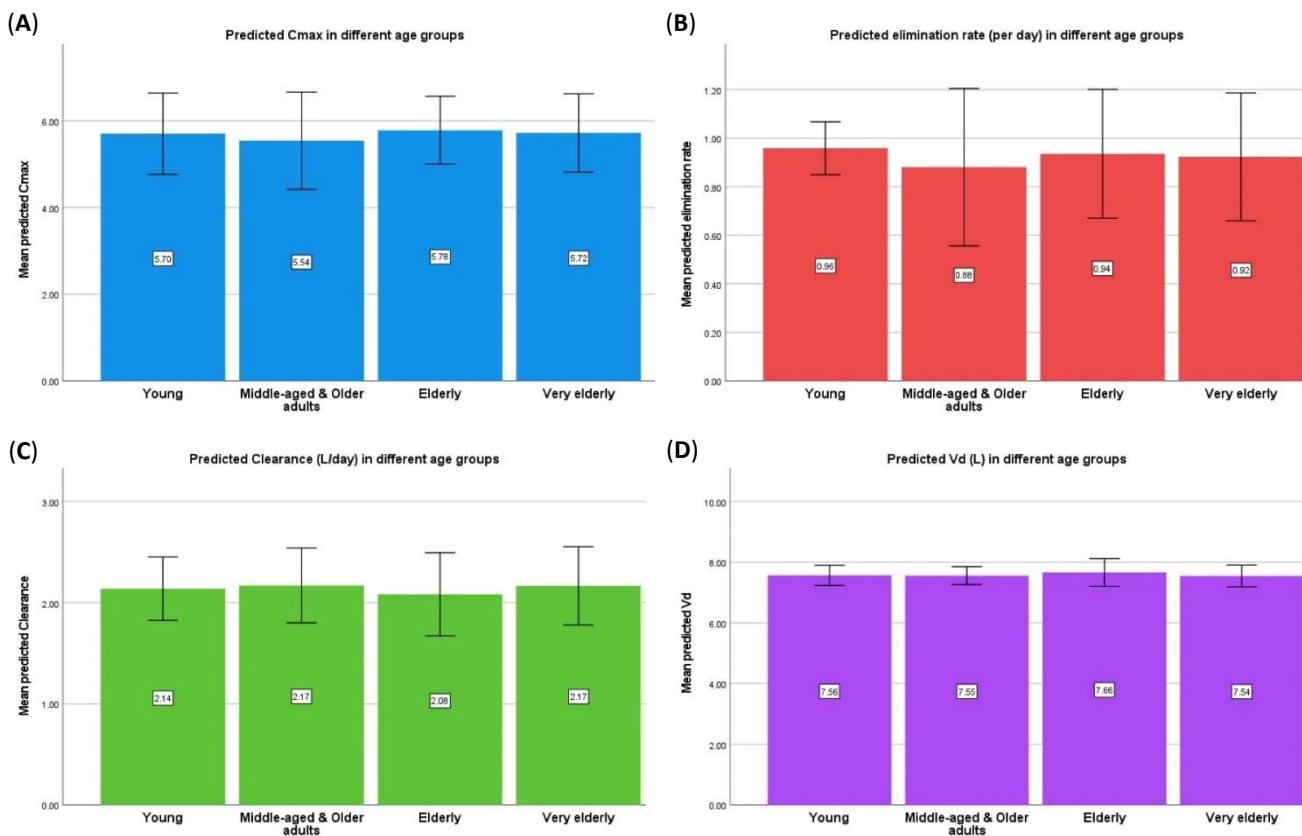 (A)
Predicted Cmax in different age groups
Mean predicted Cmax
6.00
4.00
2.00
0.00
5.70
5.54
5.78
5.72
Young
Middle-aged & Older
adults
Elderly
Very elderly
(B)
Predicted elimination rate (per day) in different age groups
Mean predicted elimination rate
1.20
1.00
0.80
0.60
0.40
0.20
0.00
0.96
0.88
0.94
0.92
Young
Middle-aged & Older
adults
Elderly
Very elderly
(C)
Predicted Clearance (L/day) in different age groups
Mean predicted Clearance
3.00
2.00
1.00
0.00
2.14
2.17
2.08
2.17
Young
Middle-aged & Older
adults
Elderly
Very elderly
(D)
Predicted Vd (L) in different age groups
Mean predicted Vd
10.00
8.00
6.00
4.00
2.00
0.00
7.56
7.55
7.66
7.54
Young
Middle-aged & Older
adults
Elderly
Very elderly